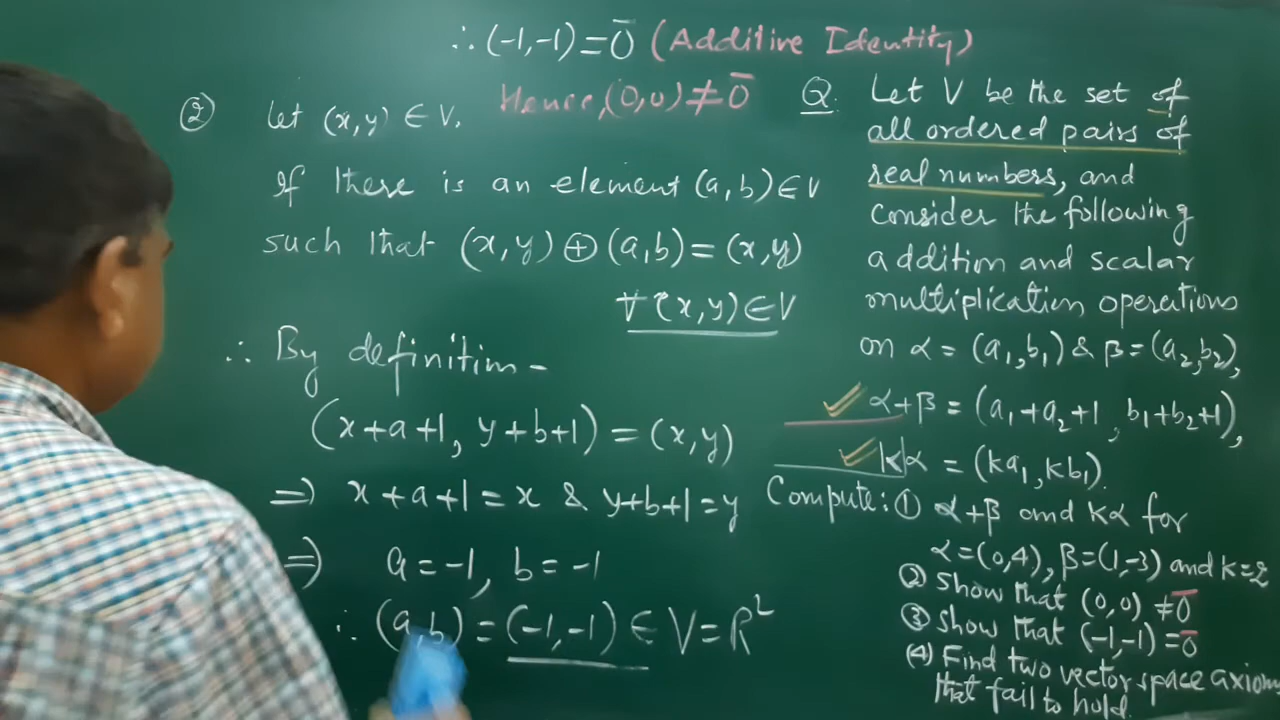 ∴ (-1,-1) = 0̄ (Additive Identity)
Hence, (0,0) ≠ 0̄
② let (x,y) ∈ V.
If there is an element (a,b) ∈ V
such that (x,y) ⊕ (a,b) = (x,y)
∀ (x,y) ∈ V
∴ By definition -
(x+a+1, y+b+1) = (x,y)
=> x+a+1 = x & y+b+1 = y
=> a = -1, b = -1
∴ (a,b) = (-1,-1) ∈ V = R²
Q. Let V be the set of
all ordered pairs of
real numbers, and
consider the following
addition and scalar
multiplication operations
on α = (a₁,b₁) & β = (a₂,b₂),
α+β = (a₁+a₂+1, b₁+b₂+1),
kα = (ka₁, kb₁).
Compute: ① α+β and kα for
α=(0,4), β=(1,-3) and k=2
② Show that (0,0) ≠ 0̄
③ Show that (-1,-1) = 0̄
(4) Find two vector space axiom
that fail to hold.